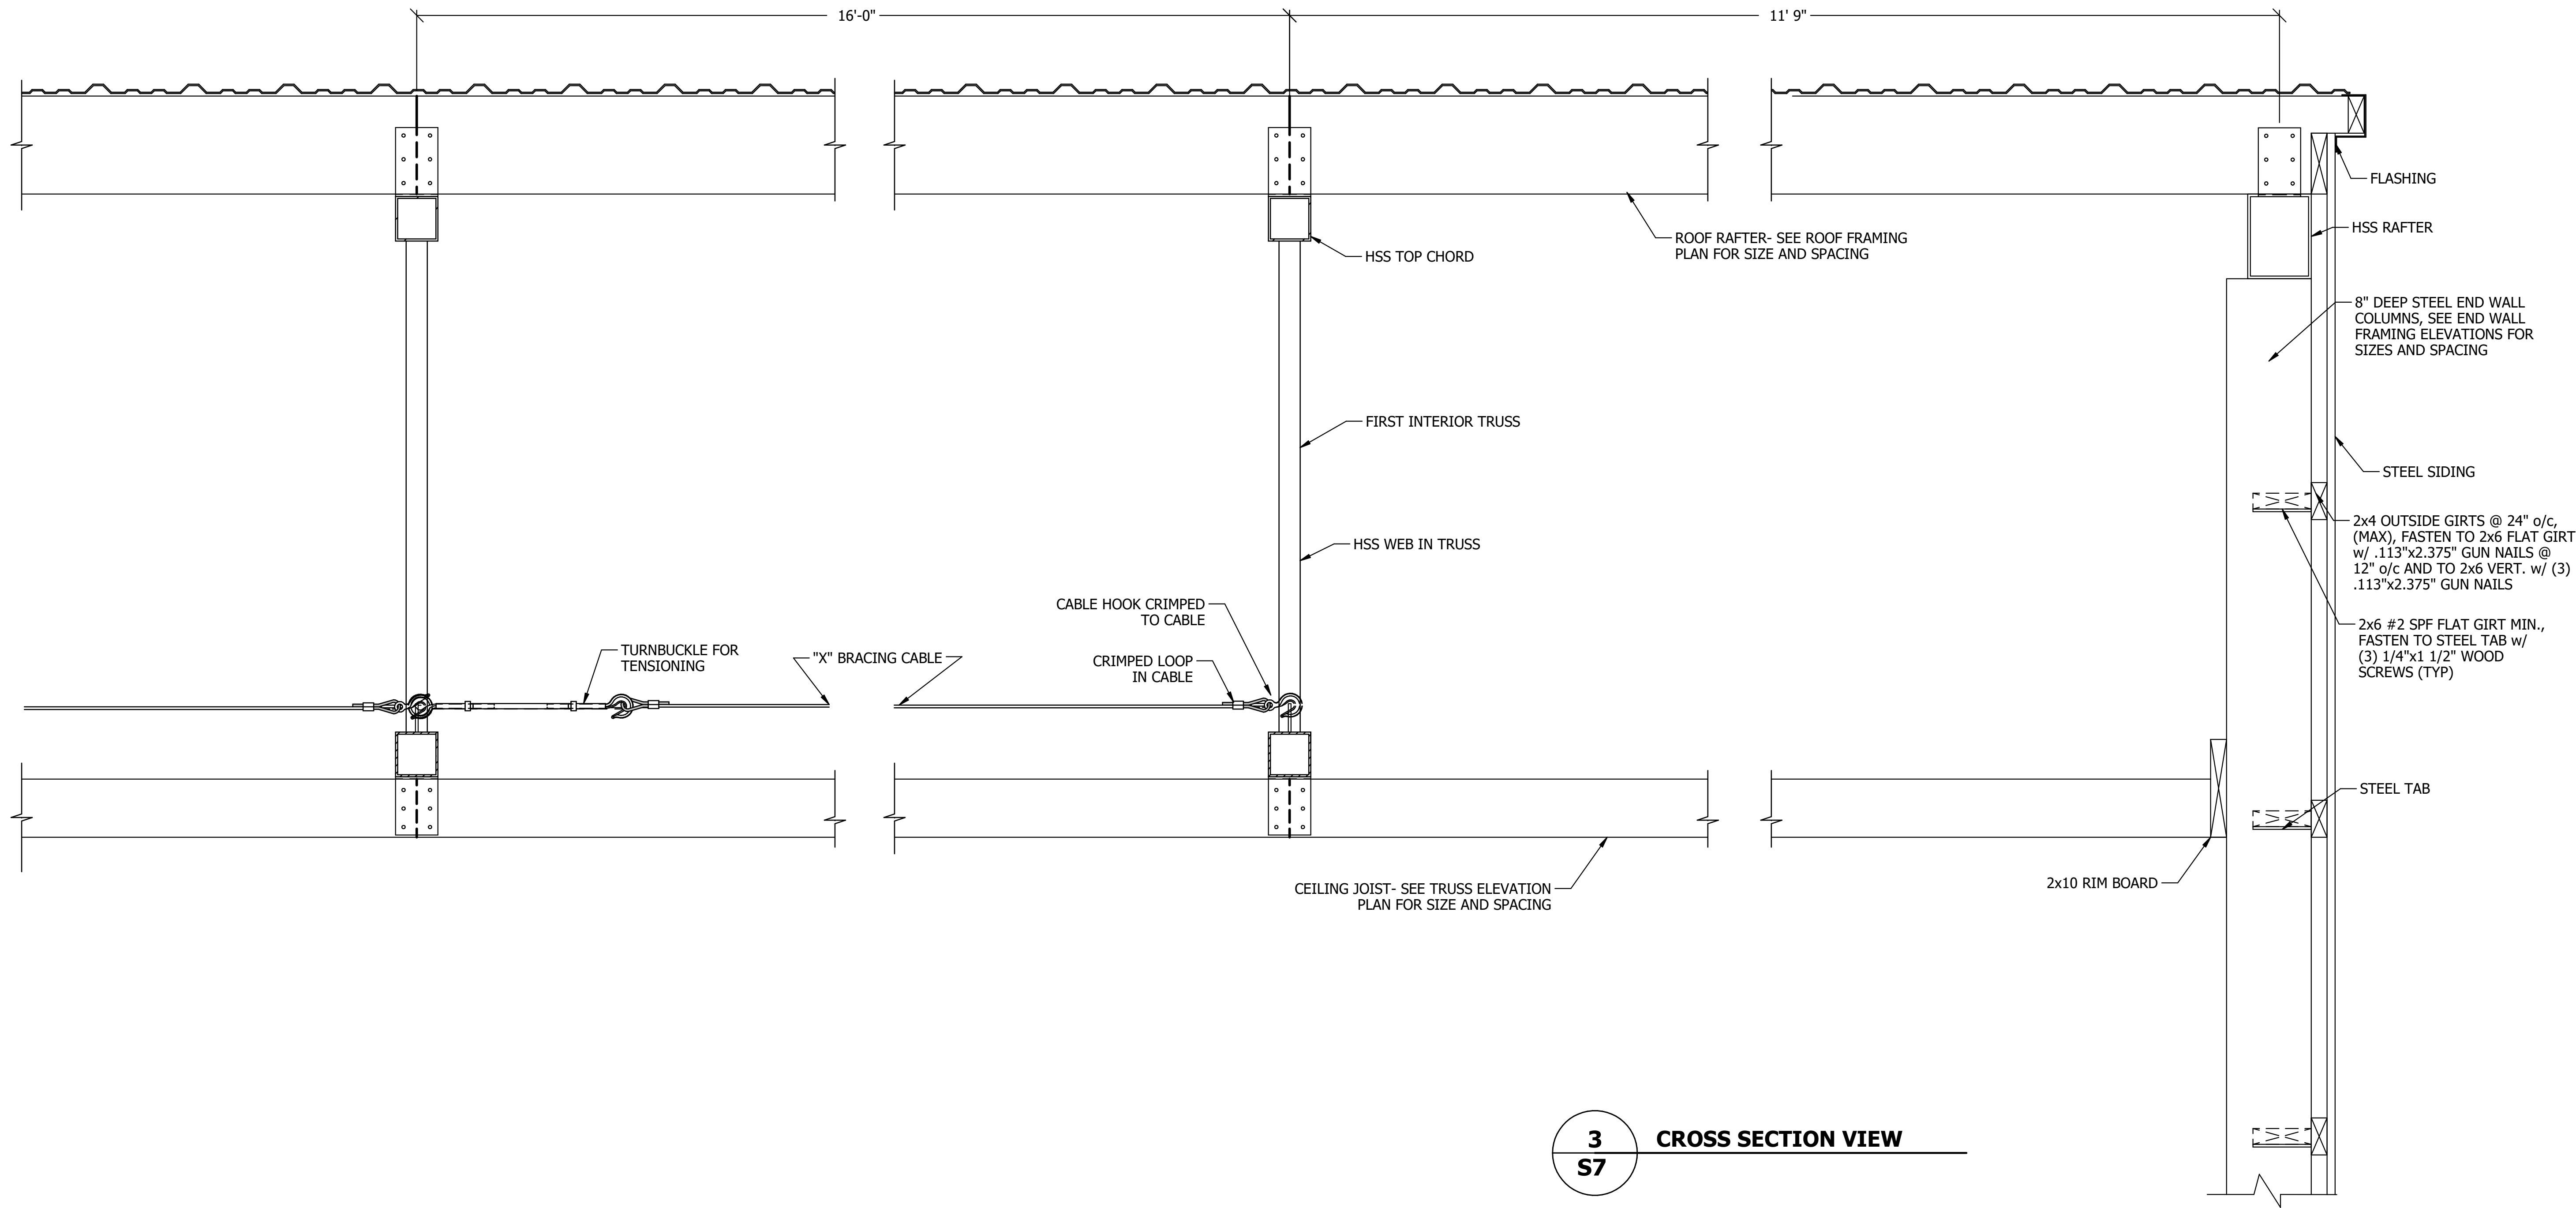 16'-0"
11' 9"
FLASHING
HSS RAFTER
ROOF RAFTER- SEE ROOF FRAMING
PLAN FOR SIZE AND SPACING
HSS TOP CHORD
8" DEEP STEEL END WALL
COLUMNS, SEE END WALL
FRAMING ELEVATIONS FOR
SIZES AND SPACING
FIRST INTERIOR TRUSS
STEEL SIDING
2x4 OUTSIDE GIRTS @ 24" o/c,
(MAX), FASTEN TO 2x6 FLAT GIRT
w/ .113"x2.375" GUN NAILS @
12" o/c AND TO 2x6 VERT. w/ (3)
.113"x2.375" GUN NAILS
HSS WEB IN TRUSS
CABLE HOOK CRIMPED
TO CABLE
2x6 #2 SPF FLAT GIRT MIN.,
FASTEN TO STEEL TAB w/
(3) 1/4"x1 1/2" WOOD
SCREWS (TYP)
TURNBUCKLE FOR
TENSIONING
"X" BRACING CABLE
CRIMPED LOOP
IN CABLE
STEEL TAB
CEILING JOIST- SEE TRUSS ELEVATION
PLAN FOR SIZE AND SPACING
2x10 RIM BOARD
3
CROSS SECTION VIEW
S7